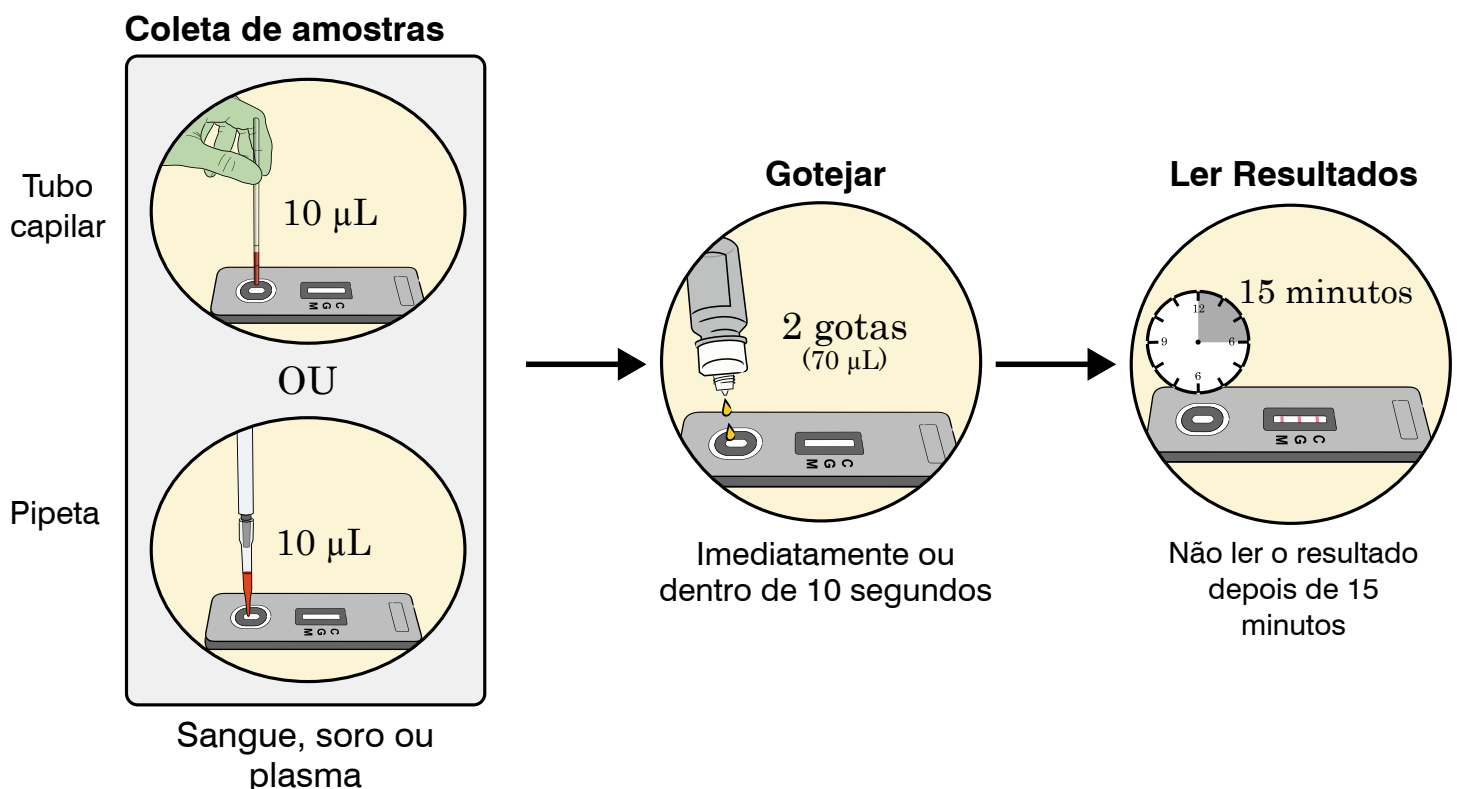 Coleta de amostras
Tubo
capilar
10 µL
M G C
OU
Pipeta
10 µL
M G C
Sangue, soro ou
plasma
Gotejar
2 gotas
(70 µL)
M G C
Imediatamente ou
dentro de 10 segundos
Ler Resultados
15 minutos
12
9
6
6
M G C
Não ler o resultado
depois de 15
minutos